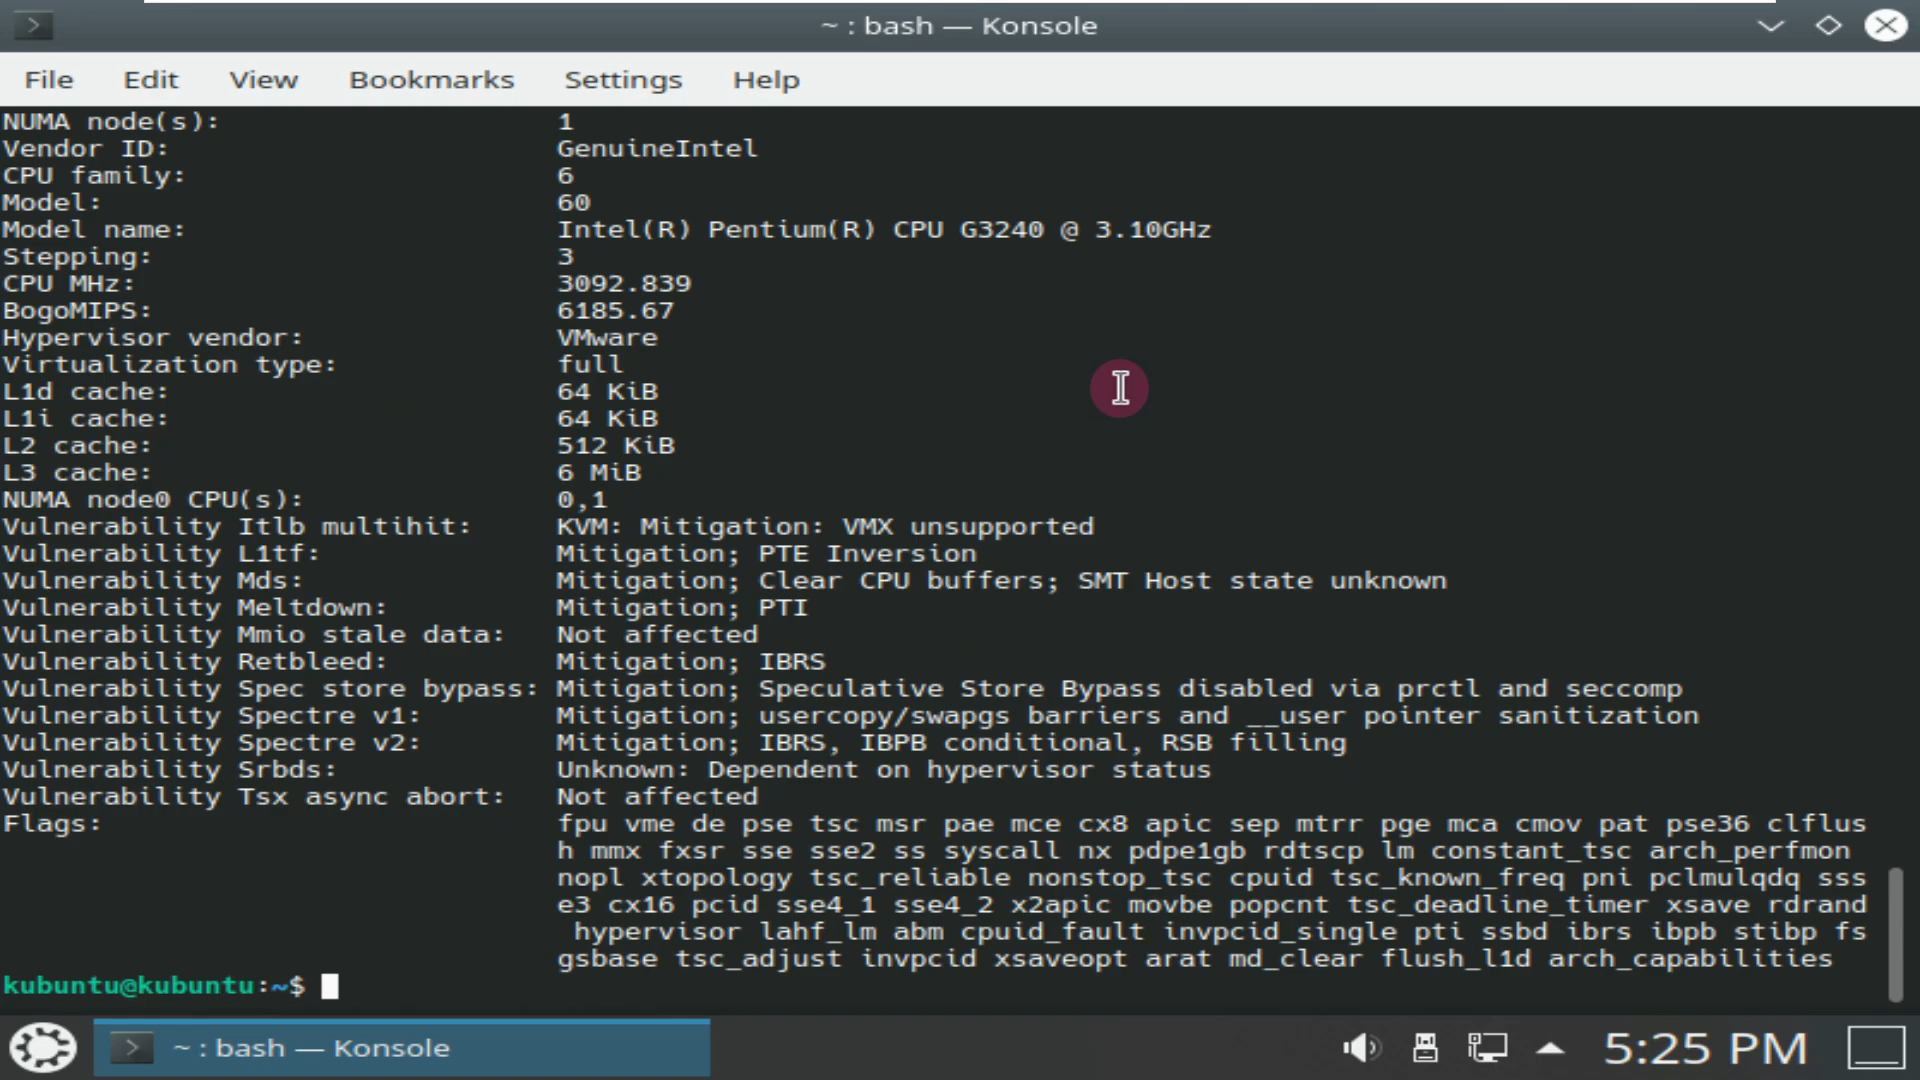 ~ : bash — Konsole
File Edit View Bookmarks Settings Help
NUMA node(s): 1
Vendor ID: GenuineIntel
CPU family: 6
Model: 60
Model name: Intel(R) Pentium(R) CPU G3240 @ 3.10GHz
Stepping: 3
CPU MHz: 3092.839
BogoMIPS: 6185.67
Hypervisor vendor: VMware
Virtualization type: full
L1d cache: 64 KiB
L1i cache: 64 KiB
L2 cache: 512 KiB
L3 cache: 6 MiB
NUMA node0 CPU(s): 0,1
Vulnerability Itlb multihit: KVM: Mitigation: VMX unsupported
Vulnerability L1tf: Mitigation; PTE Inversion
Vulnerability Mds: Mitigation; Clear CPU buffers; SMT Host state unknown
Vulnerability Meltdown: Mitigation; PTI
Vulnerability Mmio stale data: Not affected
Vulnerability Retbleed: Mitigation; IBRS
Vulnerability Spec store bypass: Mitigation; Speculative Store Bypass disabled via prctl and seccomp
Vulnerability Spectre v1: Mitigation; usercopy/swapgs barriers and __user pointer sanitization
Vulnerability Spectre v2: Mitigation; IBRS, IBPB conditional, RSB filling
Vulnerability Srbds: Unknown: Dependent on hypervisor status
Vulnerability Tsx async abort: Not affected
Flags: fpu vme de pse tsc msr pae mce cx8 apic sep mtrr pge mca cmov pat pse36 clflus
h mmx fxsr sse sse2 ss syscall nx pdpe1gb rdtscp lm constant_tsc arch_perfmon
nopl xtopology tsc_reliable nonstop_tsc cpuid tsc_known_freq pni pclmulqdq sss
e3 cx16 pcid sse4_1 sse4_2 x2apic movbe popcnt tsc_deadline_timer xsave rdrand
hypervisor lahf_lm abm cpuid_fault invpcid_single pti ssbd ibrs ibpb stibp fs
gsbase tsc_adjust invpcid xsaveopt arat md_clear flush_l1d arch_capabilities
kubuntu@kubuntu:~$
~ : bash — Konsole
5:25 PM